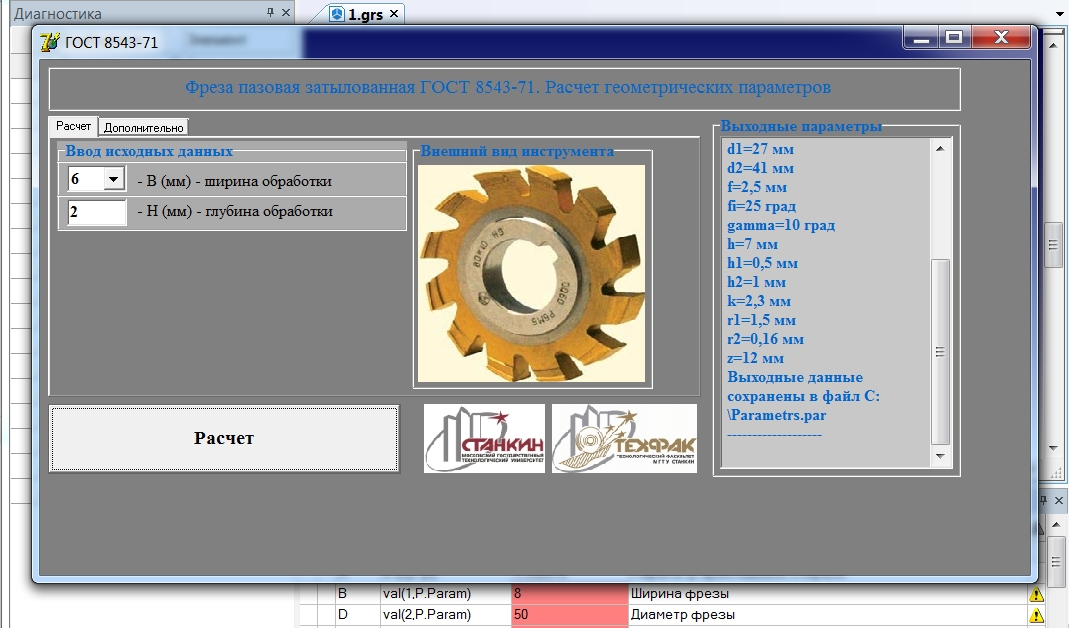 Диагностика
1.grs
ГОСТ 8543-71
Фреза пазовая затылованная ГОСТ 8543-71. Расчет геометрических параметров
Расчет
Дополнительно
Ввод исходных данных
6
- B (мм) - ширина обработки
2
- H (мм) - глубина обработки
Внешний вид инструмента
80x10 H9
0060 Р6М5
Выходные параметры
d1=27 мм
d2=41 мм
f=2,5 мм
fi=25 град
gamma=10 град
h=7 мм
h1=0,5 мм
h2=1 мм
k=2,3 мм
r1=1,5 мм
r2=0,16 мм
z=12 мм
Выходные данные
сохранены в файл C:
\Parametrs.par
-------------------
Расчет
СТАНКИН
МОСКОВСКИЙ ГОСУДАРСТВЕННЫЙ
ТЕХНОЛОГИЧЕСКИЙ УНИВЕРСИТЕТ
ТЕХФАК
ТЕХНОЛОГИЧЕСКИЙ ФАКУЛЬТЕТ
МГТУ СТАНКИН
B val(1,P.Param) 8 Ширина фрезы
D val(2,P.Param) 50 Диаметр фрезы